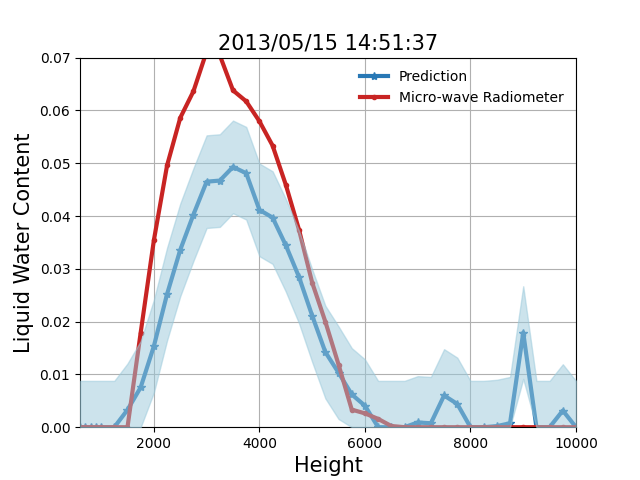 2013/05/15 14:51:37
Prediction
Micro-wave Radiometer
Liquid Water Content
0.07
0.06
0.05
0.04
0.03
0.02
0.01
0.00
2000 4000 6000 8000 10000
Height